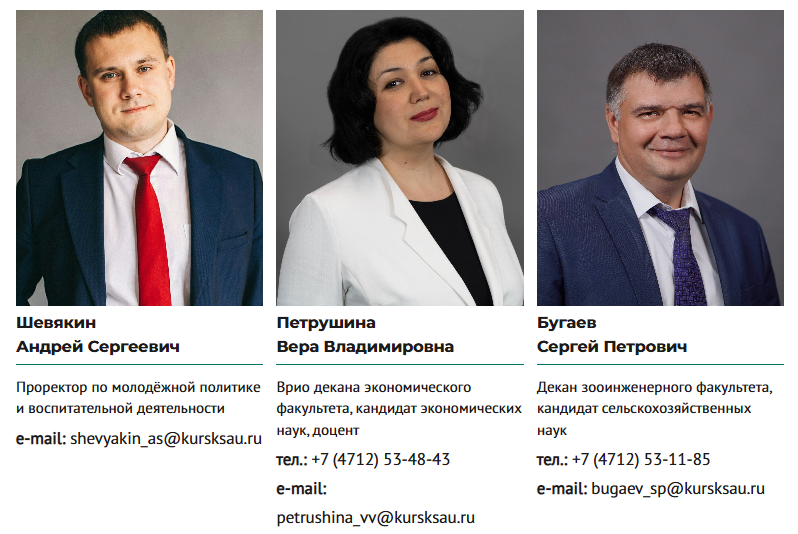 Шевякин
Андрей Сергеевич
Проректор по молодёжной политике
и воспитательной деятельности
e-mail: shevyakin_as@kursksau.ru
Петрушина
Вера Владимировна
Врио декана экономического
факультета, кандидат экономических
наук, доцент
тел.: +7 (4712) 53-48-43
e-mail:
petrushina_vv@kursksau.ru
Бугаев
Сергей Петрович
Декан зооинженерного факультета,
кандидат сельскохозяйственных
наук
тел.: +7 (4712) 53-11-85
e-mail: bugaev_sp@kursksau.ru